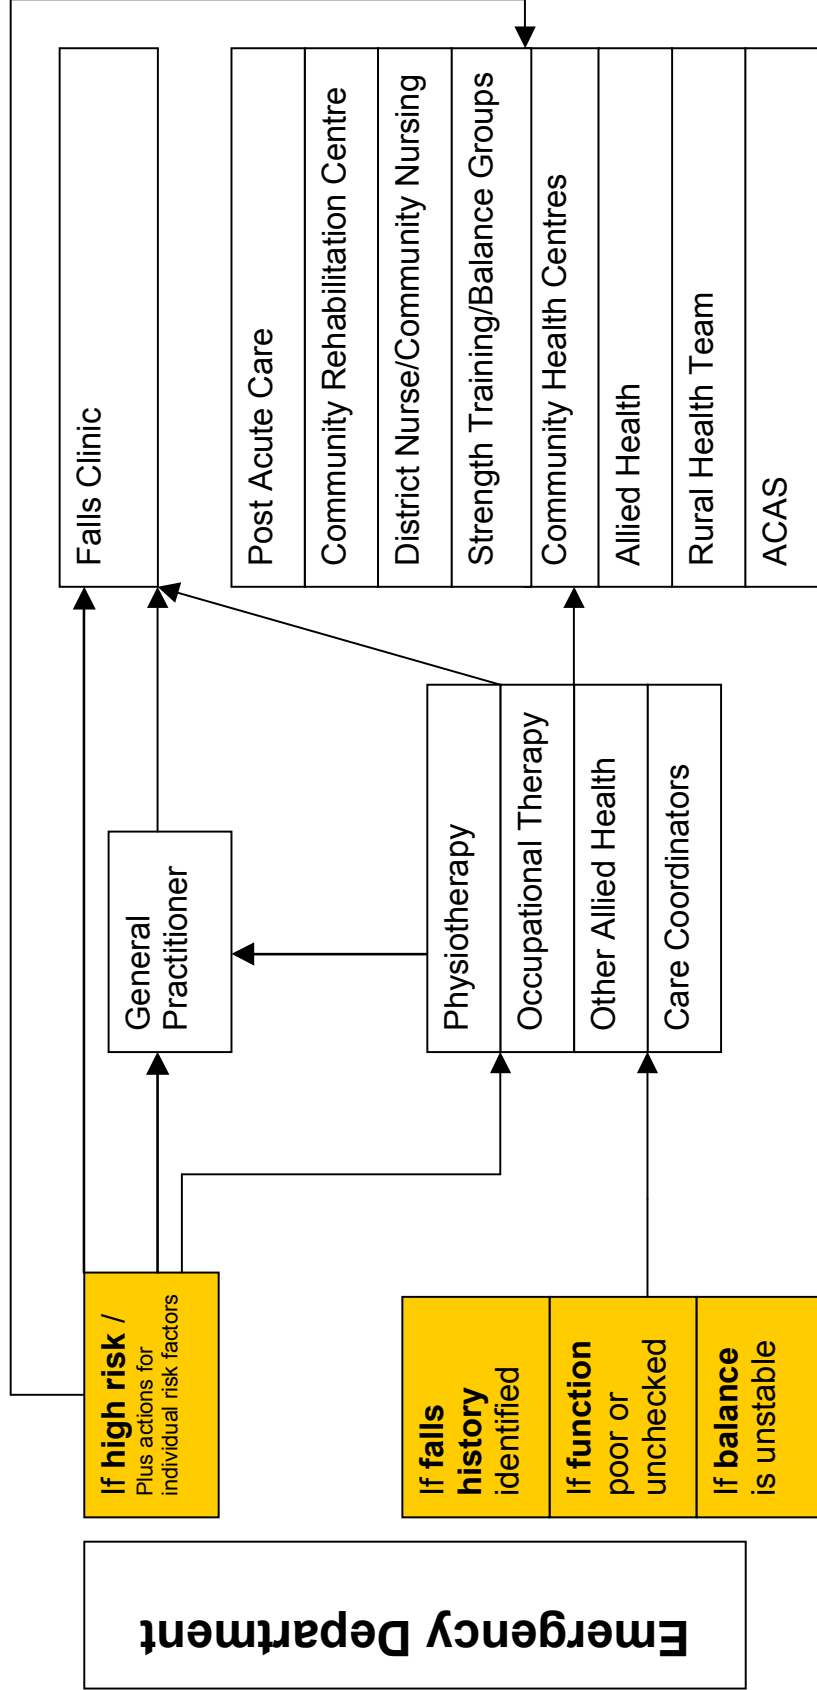 Emergency Department
If high risk /
Plus actions for
individual risk factors
If falls
history
identified
If function
poor or
unchecked
If balance
is unstable
General
Practitioner
Physiotherapy
Occupational Therapy
Other Allied Health
Care Coordinators
Falls Clinic
Post Acute Care
Community Rehabilitation Centre
District Nurse/Community Nursing
Strength Training/Balance Groups
Community Health Centres
Allied Health
Rural Health Team
ACAS